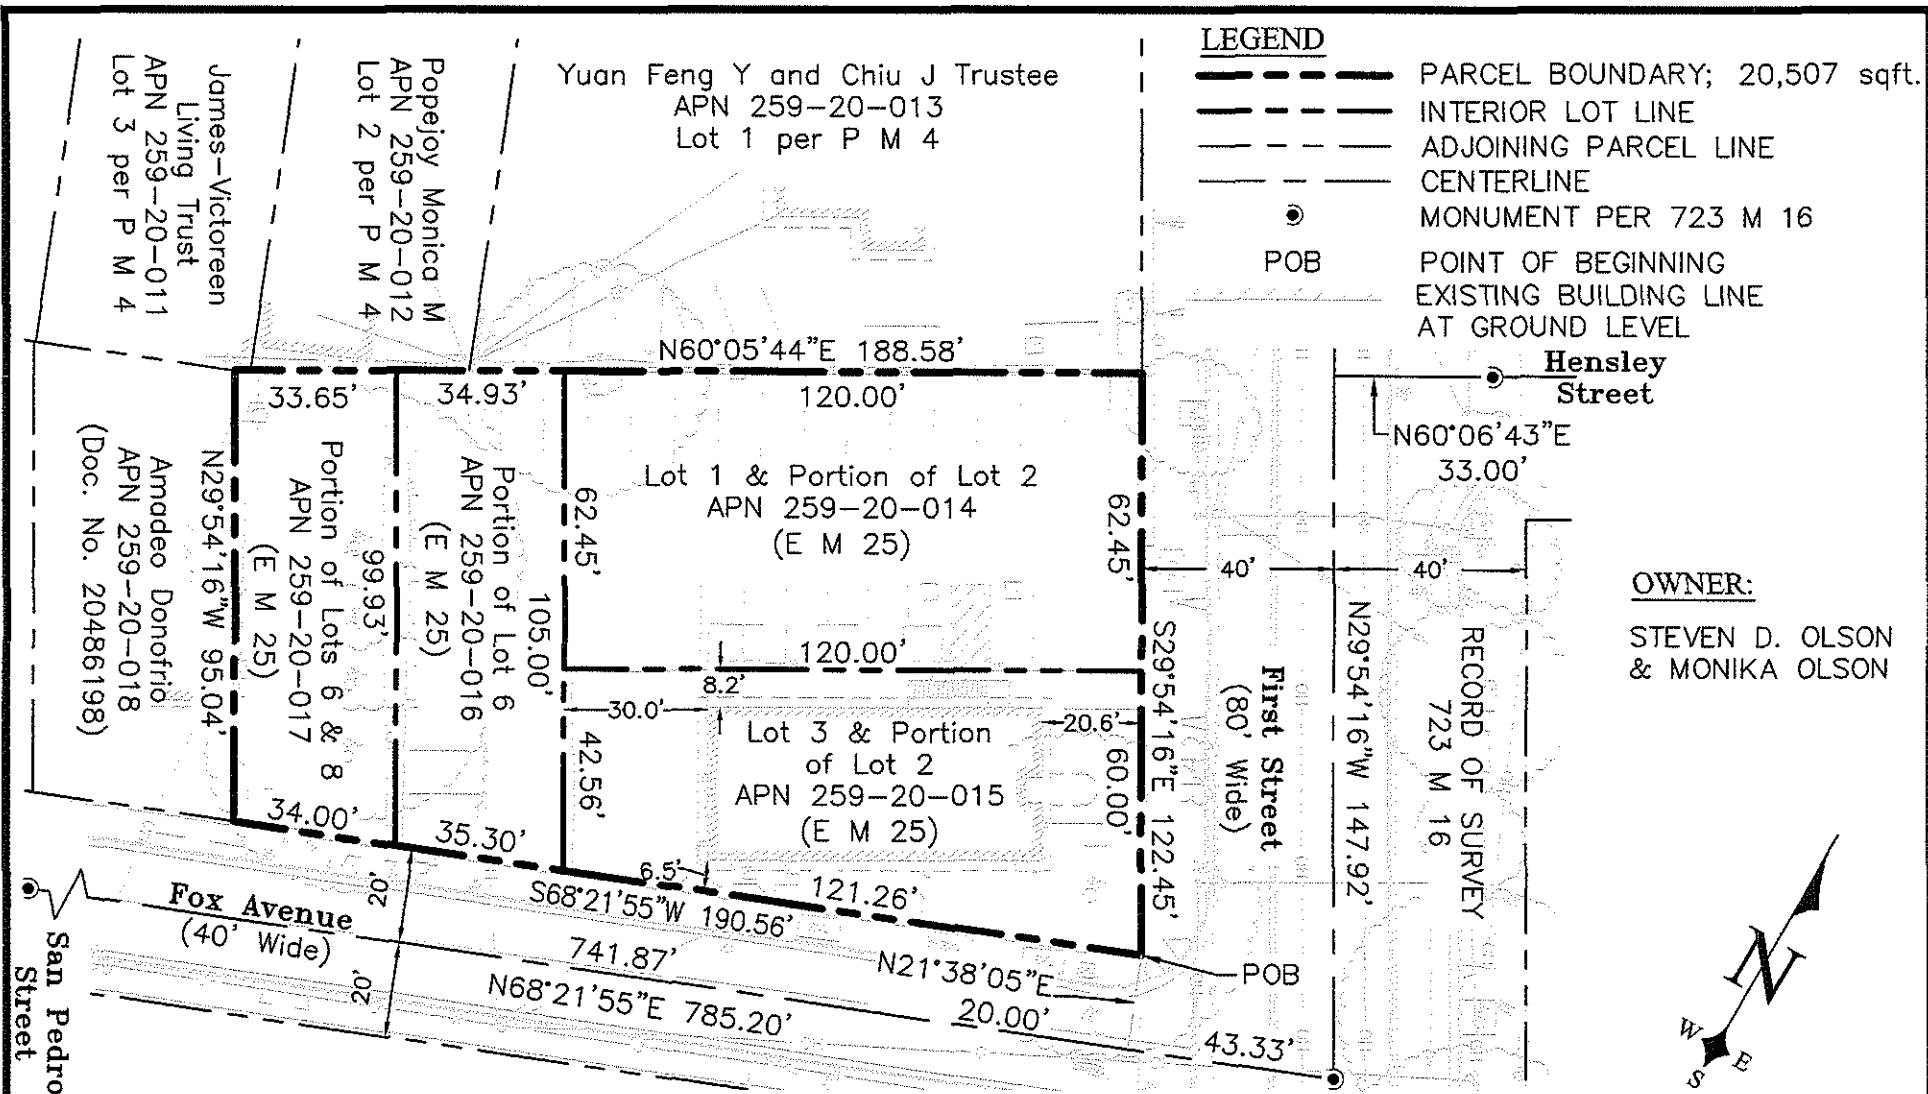 LEGEND
PARCEL BOUNDARY; 20,507 sqft.
INTERIOR LOT LINE
ADJOINING PARCEL LINE
CENTERLINE
MONUMENT PER 723 M 16
POB
POINT OF BEGINNING
EXISTING BUILDING LINE
AT GROUND LEVEL
James-Victoreen
Living Trust
APN 259-20-011
Lot 3 per P M 4
Popejoy Monica M
APN 259-20-012
Lot 2 per P M 4
Yuan Feng Y and Chiu J Trustee
APN 259-20-013
Lot 1 per P M 4
N60°05'44"E 188.58'
33.65'
34.93'
120.00'
Hensley
Street
N60°06'43"E
33.00'
Amadeo Donofrio
APN 259-20-018
(Doc. No. 20486198)
N29°54'16"W 95.04'
Portion of Lots 6 & 8
APN 259-20-017
(E M 25)
99.93'
Portion of Lot 6
APN 259-20-016
(E M 25)
105.00'
62.45'
Lot 1 & Portion of Lot 2
APN 259-20-014
(E M 25)
62.45'
40'
40'
120.00'
8.2'
30.0'
20.6'
42.56'
Lot 3 & Portion
of Lot 2
APN 259-20-015
(E M 25)
60.00'
S29°54'16"E 122.45'
First Street
(80' Wide)
N29°54'16"W 147.92'
RECORD OF SURVEY
723 M 16
OWNER:
STEVEN D. OLSON
& MONIKA OLSON
34.00'
35.30'
6.5'
121.26'
S68°21'55"W 190.56'
20'
Fox Avenue
(40' Wide)
20'
741.87'
N68°21'55"E 785.20'
N21°38'05"E
20.00'
POB
43.33'
San Pedro
Street
N
W
E
S